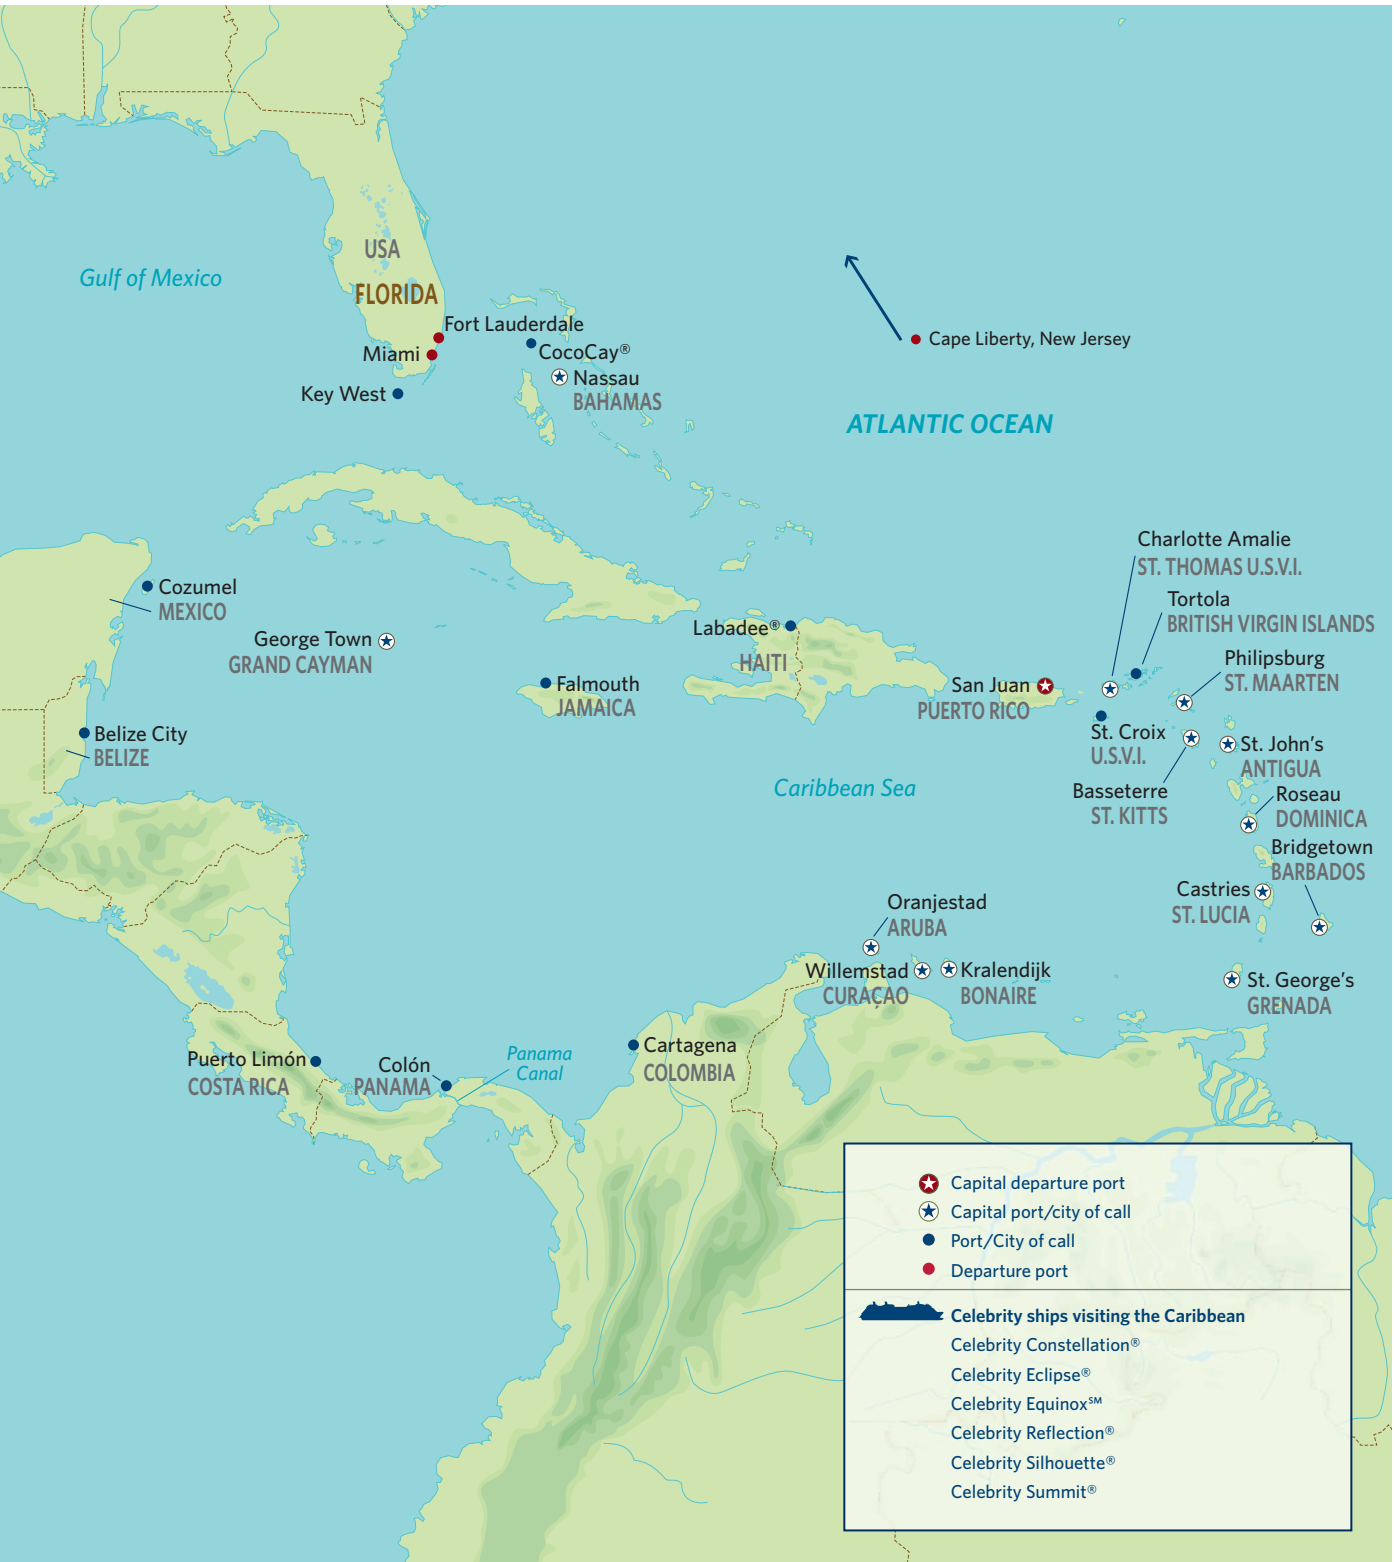 USA
Gulf of Mexico
FLORIDA
Fort Lauderdale
CocoCay®
Miami
Cape Liberty, New Jersey
Nassau
BAHAMAS
Key West
ATLANTIC OCEAN
Charlotte Amalie
ST. THOMAS U.S.V.I.
Cozumel
MEXICO
Tortola
BRITISH VIRGIN ISLANDS
George Town
GRAND CAYMAN
Labadee®
HAITI
Philipsburg
ST. MAARTEN
Falmouth
JAMAICA
San Juan
PUERTO RICO
Belize City
BELIZE
St. Croix
U.S.V.I.
St. John's
ANTIGUA
Caribbean Sea
Basseterre
ST. KITTS
Roseau
DOMINICA
Bridgetown
BARBADOS
Castries
ST. LUCIA
Oranjestad
ARUBA
Willemstad
CURAÇAO
Kralendijk
BONAIRE
St. George's
GRENADA
Puerto Limón
COSTA RICA
Colón
PANAMA
Panama
Canal
Cartagena
COLOMBIA
Capital departure port
Capital port/city of call
Port/City of call
Departure port
Celebrity ships visiting the Caribbean
Celebrity Constellation®
Celebrity Eclipse®
Celebrity Equinox℠
Celebrity Reflection®
Celebrity Silhouette®
Celebrity Summit®